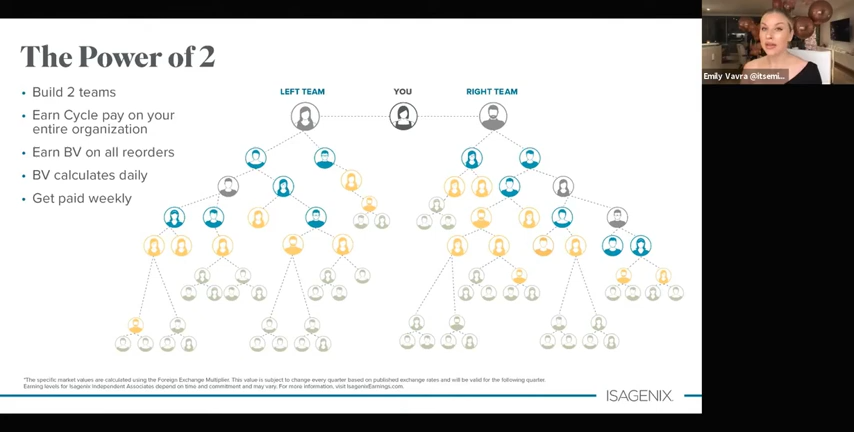 The Power of 2
• Build 2 teams
• Earn Cycle pay on your
entire organization
• Earn BV on all reorders
• BV calculates daily
• Get paid weekly
LEFT TEAM
YOU
RIGHT TEAM
*The specific market values are calculated using the Foreign Exchange Multiplier. This value is subject to change every quarter based on published exchange rates and will be valid for the following quarter.
Earning levels for Isagenix Independent Associates depend on time and commitment and may vary. For more information, visit IsagenixEarnings.com.
ISAGENIX
Emily Vavra @itsemi...